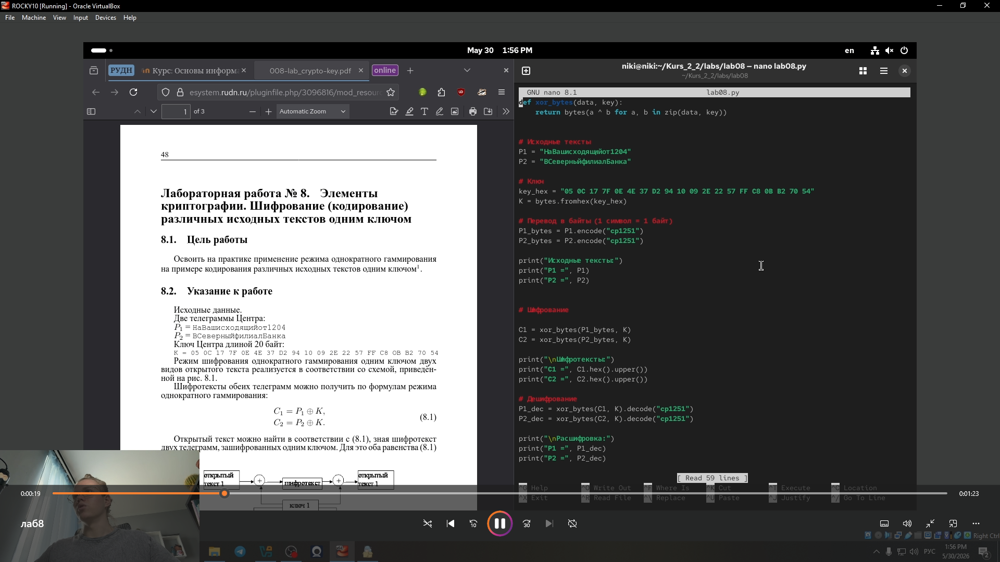 ROCKY10 [Running] - Oracle VirtualBox
File Machine View Input Devices Help
May 30 1:56 PM
en
РУДН Курс: Основы информа 008-lab_crypto-key.pdf online
esystem.rudn.ru/pluginfile.php/3096816/mod_resour
1 of 3 Automatic Zoom
48
Лабораторная работа № 8. Элементы
криптографии. Шифрование (кодирование)
различных исходных текстов одним ключом
8.1. Цель работы
Освоить на практике применение режима однократного гаммирования
на примере кодирования различных исходных текстов одним ключом¹.
8.2. Указание к работе
Исходные данные.
Две телеграммы Центра:
P₁ = НаВашисходящийот1204
P₂ = ВСеверныйфилиалБанка
Ключ Центра длиной 20 байт:
K = 05 0C 17 7F 0E 4E 37 D2 94 10 09 2E 22 57 FF C8 0B B2 70 54
Режим шифрования однократного гаммирования одним ключом двух
видов открытого текста реализуется в соответствии со схемой, приведён-
ной на рис. 8.1.
Шифротексты обеих телеграмм можно получить по формулам режима
однократного гаммирования:
C₁ = P₁ ⊕ K,
C₂ = P₂ ⊕ K.
(8.1)
Открытый текст можно найти в соответствии с (8.1), зная шифротекст
двух телеграмм, зашифрованных одним ключом. Для это оба равенства (8.1)
открытый
текст 1
+
шифротекст
+
открытый
текст 1
ключ 1
niki@niki:~/Kurs_2_2/labs/lab08 — nano lab08.py
~/Kurs_2_2/labs/lab08
GNU nano 8.1 lab08.py
def xor_bytes(data, key):
return bytes(a ^ b for a, b in zip(data, key))
# Исходные тексты
P1 = "НаВашисходящийот1204"
P2 = "ВСеверныйфилиалБанка"
# Ключ
key_hex = "05 0C 17 7F 0E 4E 37 D2 94 10 09 2E 22 57 FF C8 0B B2 70 54"
K = bytes.fromhex(key_hex)
# Перевод в байты (1 символ = 1 байт)
P1_bytes = P1.encode("cp1251")
P2_bytes = P2.encode("cp1251")
print("Исходные тексты:")
print("P1 =", P1)
print("P2 =", P2)
# Шифрование
C1 = xor_bytes(P1_bytes, K)
C2 = xor_bytes(P2_bytes, K)
print("\nШифротексты:")
print("C1 =", C1.hex().upper())
print("C2 =", C2.hex().upper())
# Дешифрование
P1_dec = xor_bytes(C1, K).decode("cp1251")
P2_dec = xor_bytes(C2, K).decode("cp1251")
print("\nРасшифровка:")
print("P1 =", P1_dec)
print("P2 =", P2_dec)
[ Read 59 lines ]
^G Help ^O Write Out ^F Where Is ^K Cut ^T Execute ^C Location
^X Exit ^R Read File ^\ Replace ^U Paste ^J Justify ^/ Go To Line
0:00:19
0:01:23
лаб8
10
30
Right Ctrl
РУС
1:56 PM
5/30/2026
2